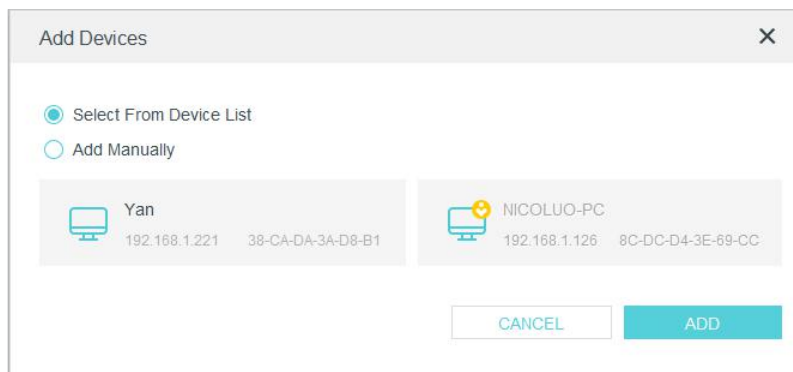 Add Devices
Select From Device List
Add Manually
Yan
192.168.1.221 38-CA-DA-3A-D8-B1
NICOLUO-PC
192.168.1.126 8C-DC-D4-3E-69-CC
CANCEL ADD